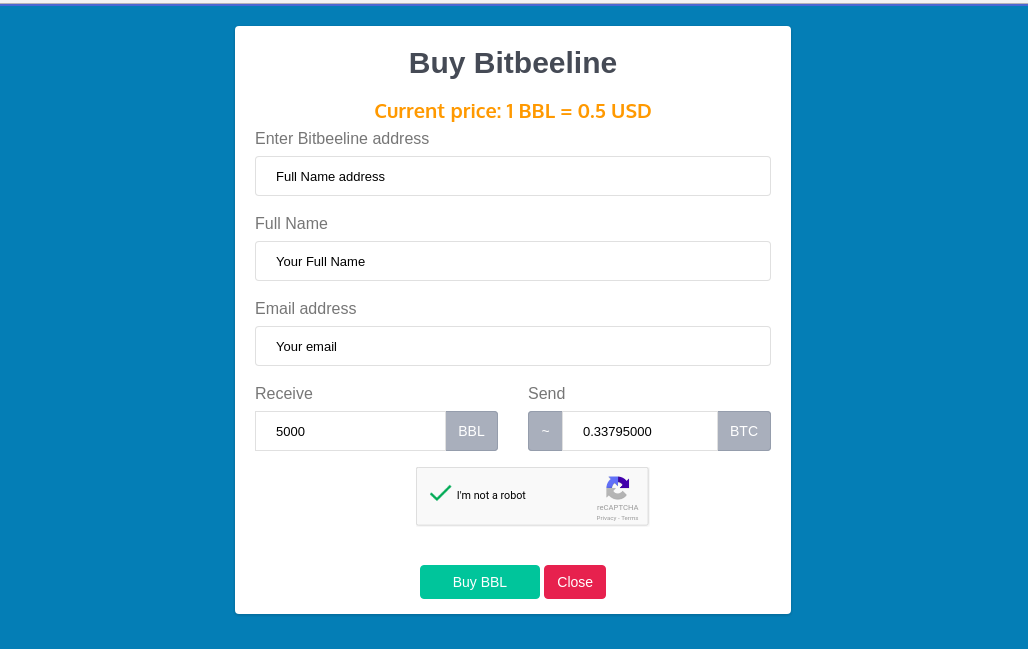 Buy Bitbeeline
Current price: 1 BBL = 0.5 USD
Enter Bitbeeline address
Full Name address
Full Name
Your Full Name
Email address
Your email
Receive
Send
5000 BBL
~ 0.33795000 BTC
I'm not a robot
reCAPTCHA
Privacy - Terms
Buy BBL
Close